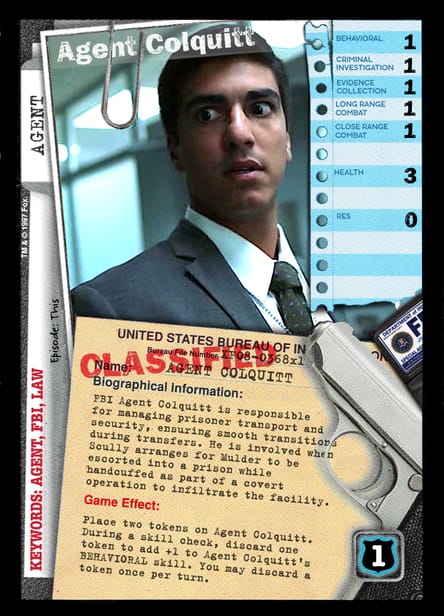 Agent Colquitt
AGENT
TM & © 1997 Fox.
Episode: This
KEYWORDS: AGENT, FBI, LAW
BEHAVIORAL 1
CRIMINAL
INVESTIGATION 1
EVIDENCE
COLLECTION 1
LONG RANGE
COMBAT 1
CLOSE RANGE
COMBAT 1
HEALTH 3
RES 0
UNITED STATES BUREAU OF IN
Bureau File Number XF08-0368x1
CLASSIFIED
Name: AGENT COLQUITT
Biographical Information:
FBI Agent Colquitt is responsible
for managing prisoner transport and
security, ensuring smooth transitions
during transfers. He is involved when
Scully arranges for Mulder to be
escorted into a prison while
handcuffed as part of a covert
operation to infiltrate the facility.
Game Effect:
Place two tokens on Agent Colquitt.
During a skill check, discard one
token to add +1 to Agent Colquitt's
BEHAVIORAL skill. You may discard a
token once per turn.
1